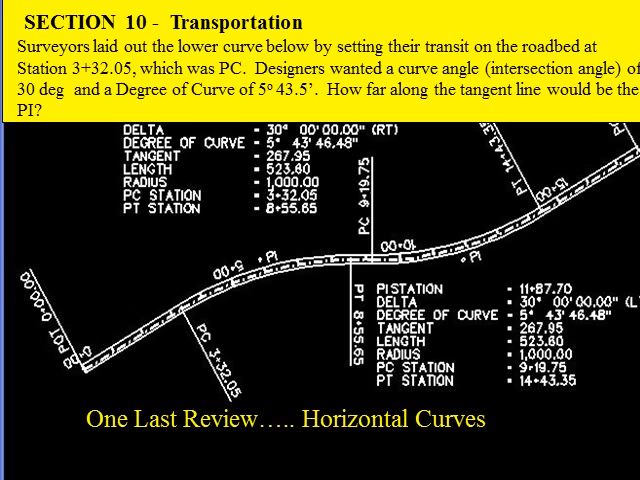 SECTION 10 - Transportation
Surveyors laid out the lower curve below by setting their transit on the roadbed at
Station 3+32.05, which was PC. Designers wanted a curve angle (intersection angle) of
30 deg and a Degree of Curve of 5º 43.5’. How far along the tangent line would be the
PI?
DELTA = 30° 00'00.00" (RT)
DEGREE OF CURVE = 5° 43'46.48"
TANGENT = 267.95
LENGTH = 523.60
RADIUS = 1,000.00
PC STATION = 3+32.05
PT STATION = 8+55.65
PC 9+19.75
PT 14+43.35
15+00
10+00
PI
5+00
PI
POT 0+00.00
0+00
PC 3+32.05
PT 8+55.65
PI STATION = 11+87.70
DELTA = 30° 00'00.00" (L
DEGREE OF CURVE = 5° 43'46.48"
TANGENT = 267.95
LENGTH = 523.60
RADIUS = 1,000.00
PC STATION = 9+19.75
PT STATION = 14+43.35
One Last Review….. Horizontal Curves